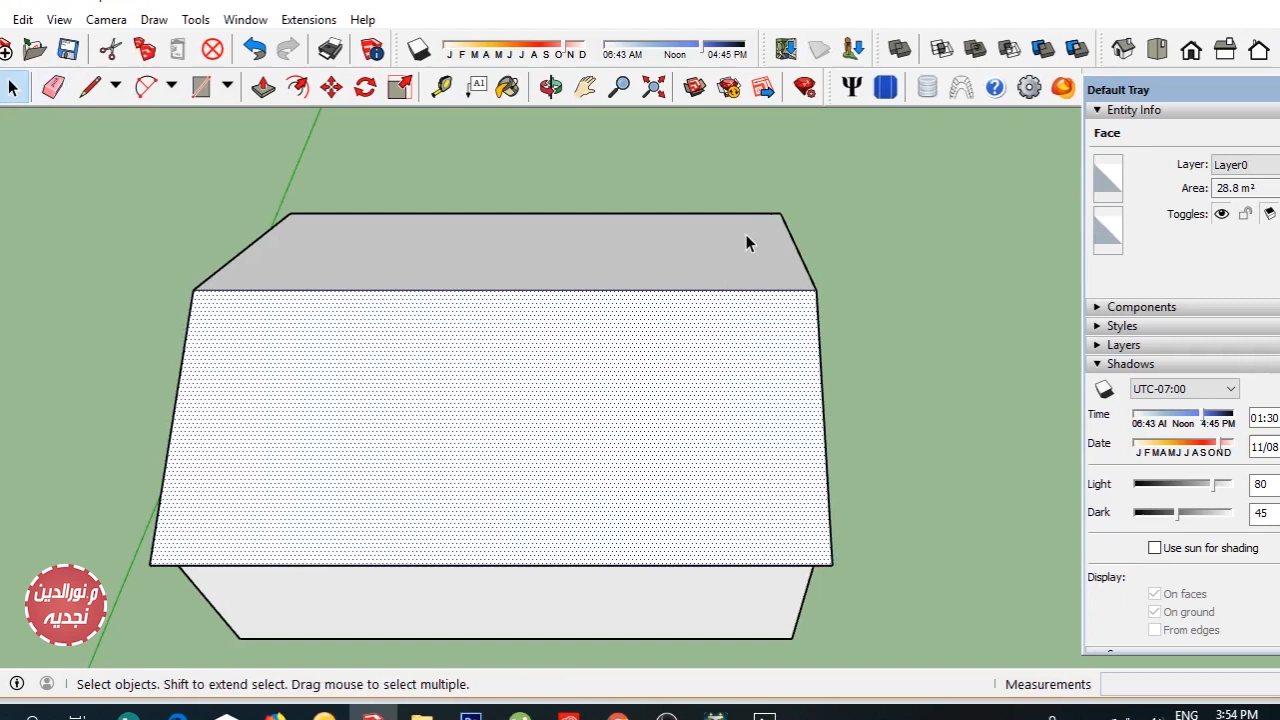 Edit View Camera Draw Tools Window Extensions Help
J F M A M J J A S O N D
06:43 AM Noon 04:45 PM
AI
Default Tray
Entity Info
Face
Layer: Layer0
Area: 28.8 m²
Toggles:
Components
Styles
Layers
Shadows
UTC-07:00
Time 01:30
06:43 AI Noon 4:45 PM
Date 11/08
J F M A M J J A S O N D
Light 80
Dark 45
Use sun for shading
Display:
On faces
On ground
From edges
م.نورالدين
نجديه
Select objects. Shift to extend select. Drag mouse to select multiple.
Measurements
ENG 3:54 PM